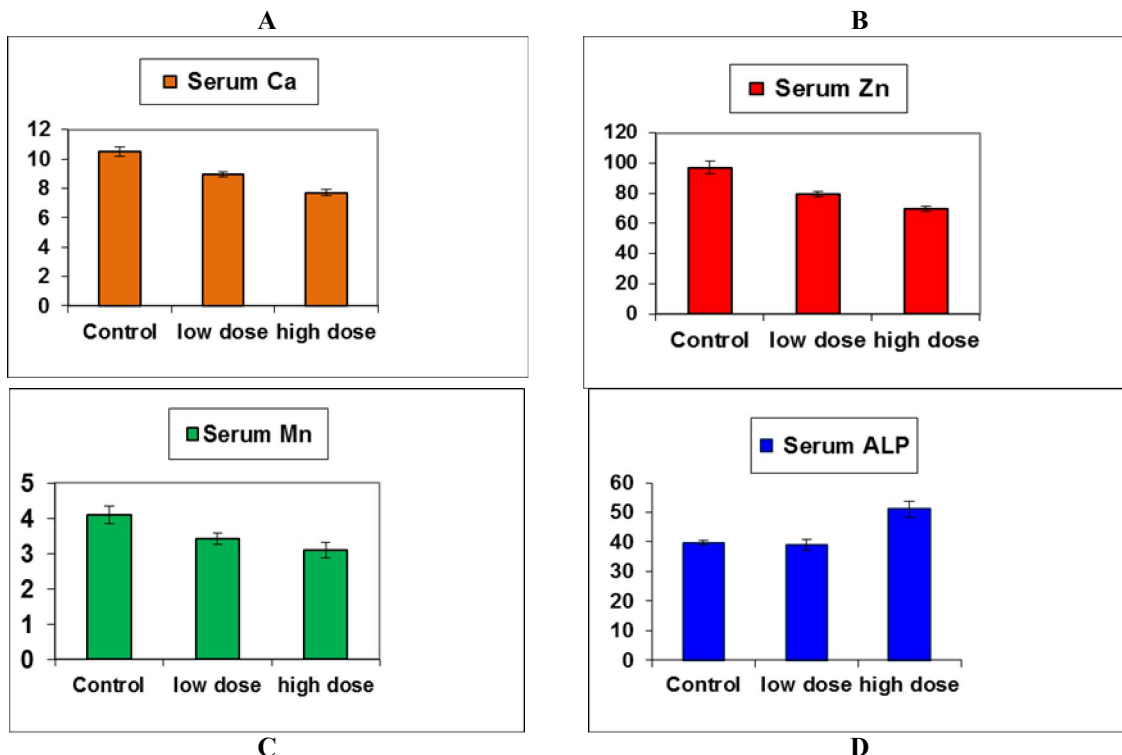 A
Serum Ca
12
10
8
6
4
2
0
Control low dose high dose
B
Serum Zn
120
100
80
60
40
20
0
Control low dose high dose
Serum Mn
5
4
3
2
1
0
Control low dose high dose
C
Serum ALP
60
50
40
30
20
10
0
Control low dose high dose
D